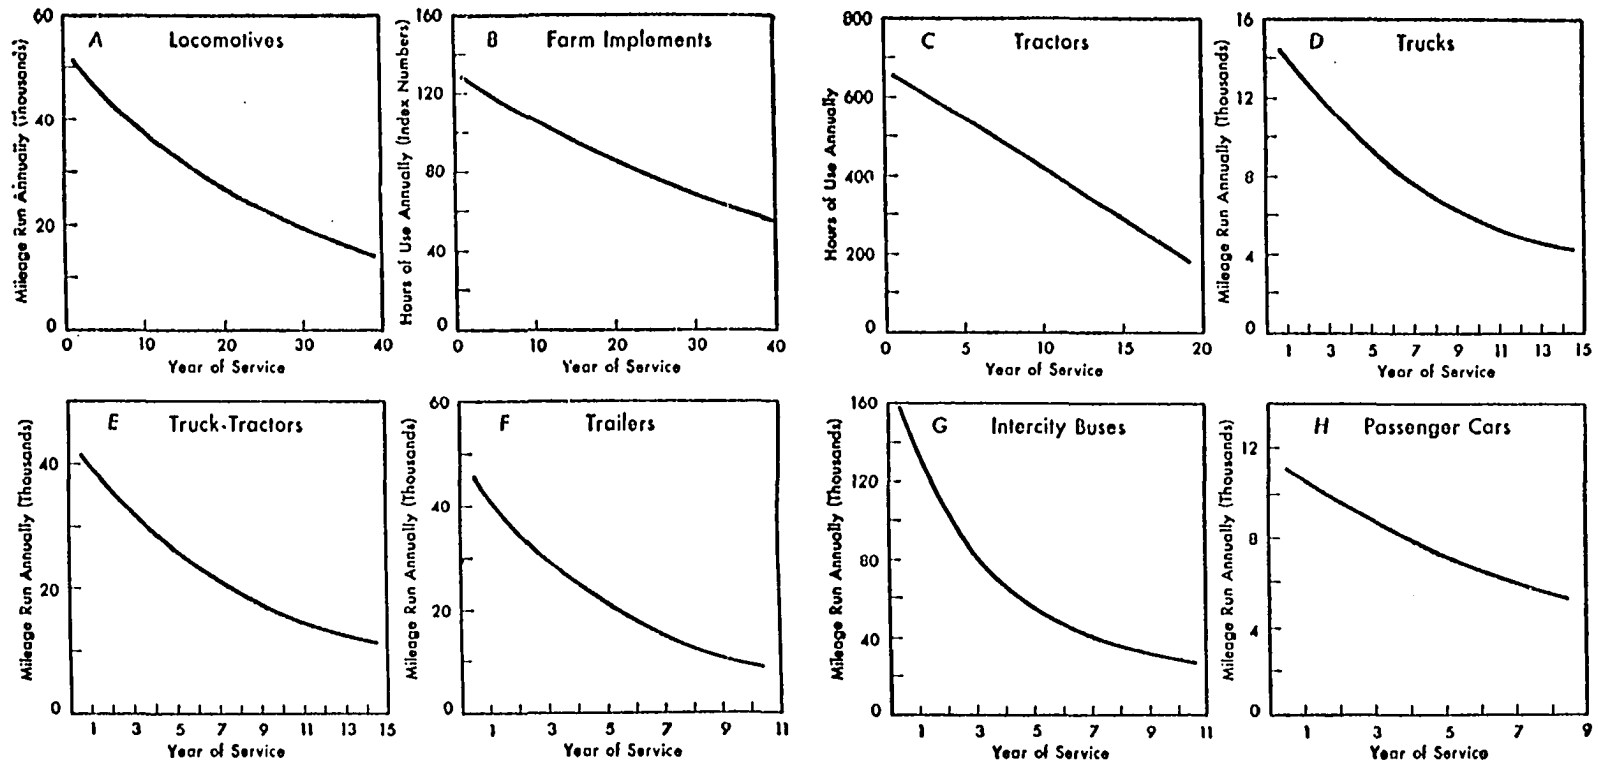 A Locomotives
Mileage Run Annually (Thousands)
60
40
20
0
0 10 20 30 40
Year of Service
B Farm Implements
Hours of Use Annually (Index Numbers)
160
120
80
40
0
0 10 20 30 40
Year of Service
C Tractors
Hours of Use Annually
800
600
400
200
0
0 5 10 15 20
Year of Service
D Trucks
Mileage Run Annually (Thousands)
16
12
8
4
0
1 3 5 7 9 11 13 15
Year of Service
E Truck-Tractors
Mileage Run Annually (Thousands)
40
20
0
1 3 5 7 9 11 13 15
Year of Service
F Trailers
Mileage Run Annually (Thousands)
60
40
20
0
1 3 5 7 9 11
Year of Service
G Intercity Buses
Mileage Run Annually (Thousands)
160
120
80
40
0
1 3 5 7 9 11
Year of Service
H Passenger Cars
Mileage Run Annually (Thousands)
12
8
4
0
1 3 5 7 9
Year of Service